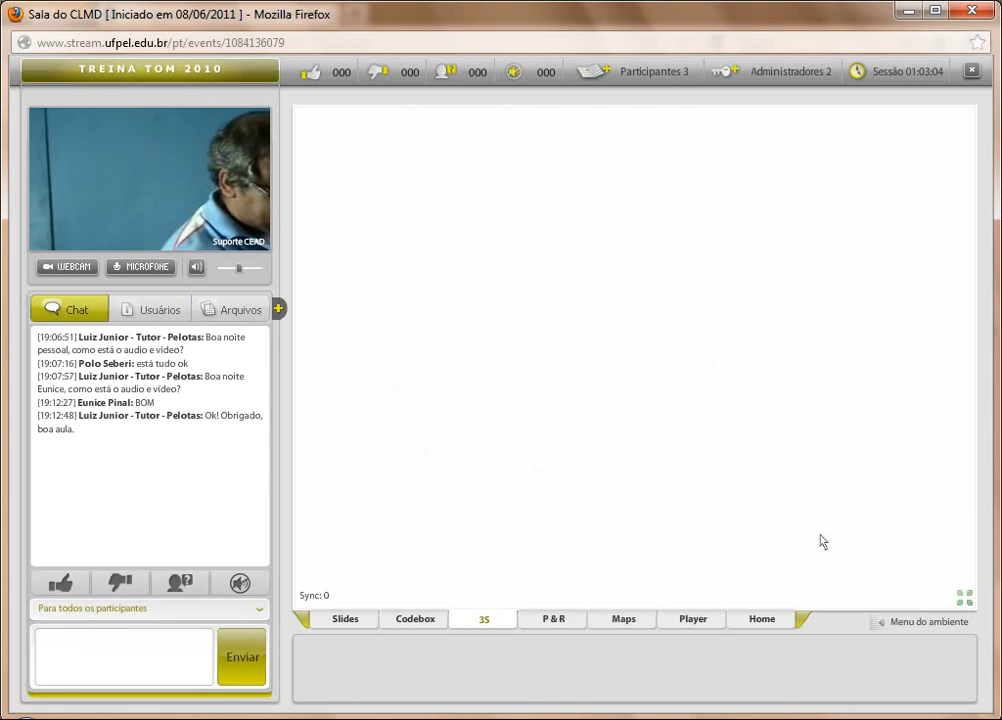 Sala do CLMD [ Iniciado em 08/06/2011 ] - Mozilla Firefox
www.stream.ufpel.edu.br/pt/events/1084136079
TREINA TOM 2010
000
000
000
000
Participantes 3
Administradores 2
Sessão 01:03:04
Suporte CEAD
WEBCAM
MICROFONE
Chat
Usuários
Arquivos
[19:06:51] Luiz Junior - Tutor - Pelotas: Boa noite
pessoal, como está o audio e video?
[19:07:16] Polo Seberi: está tudo ok
[19:07:57] Luiz Junior - Tutor - Pelotas: Boa noite
Eunice, como está o audio e vídeo?
[19:12:27] Eunice Pinal: BOM
[19:12:48] Luiz Junior - Tutor - Pelotas: Ok! Obrigado,
boa aula.
Para todos os participantes
Enviar
Sync: 0
Slides
Codebox
3S
P & R
Maps
Player
Home
Menu do ambiente